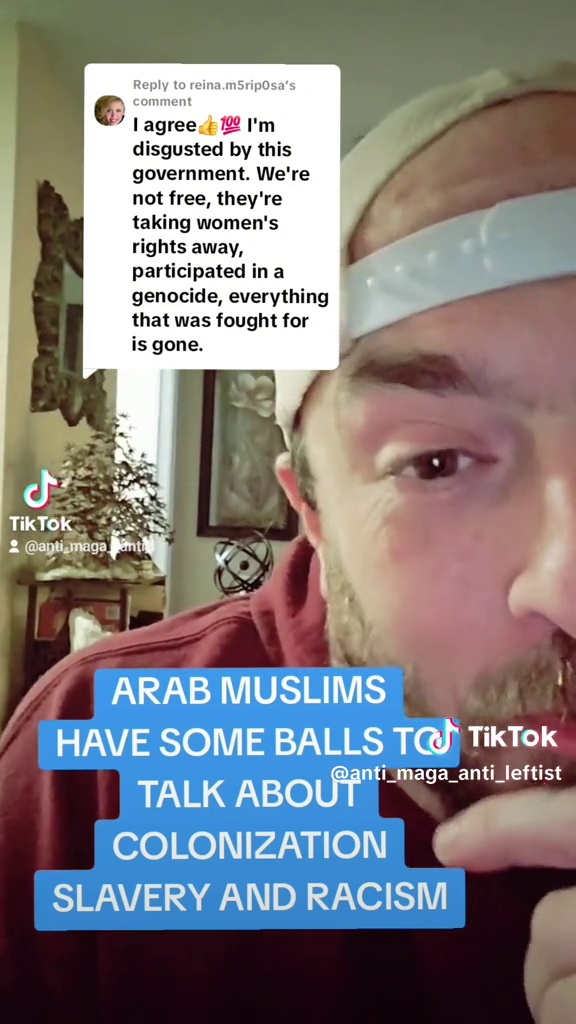 Reply to reina.m5rip0sa's
comment
I agree👍💯 I'm
disgusted by this
government. We're
not free, they're
taking women's
rights away,
participated in a
genocide, everything
that was fought for
is gone.
TikTok
@anti_maga_anti
ARAB MUSLIMS
HAVE SOME BALLS TO
TALK ABOUT
COLONIZATION
SLAVERY AND RACISM
TikTok
@anti_maga_anti_leftist